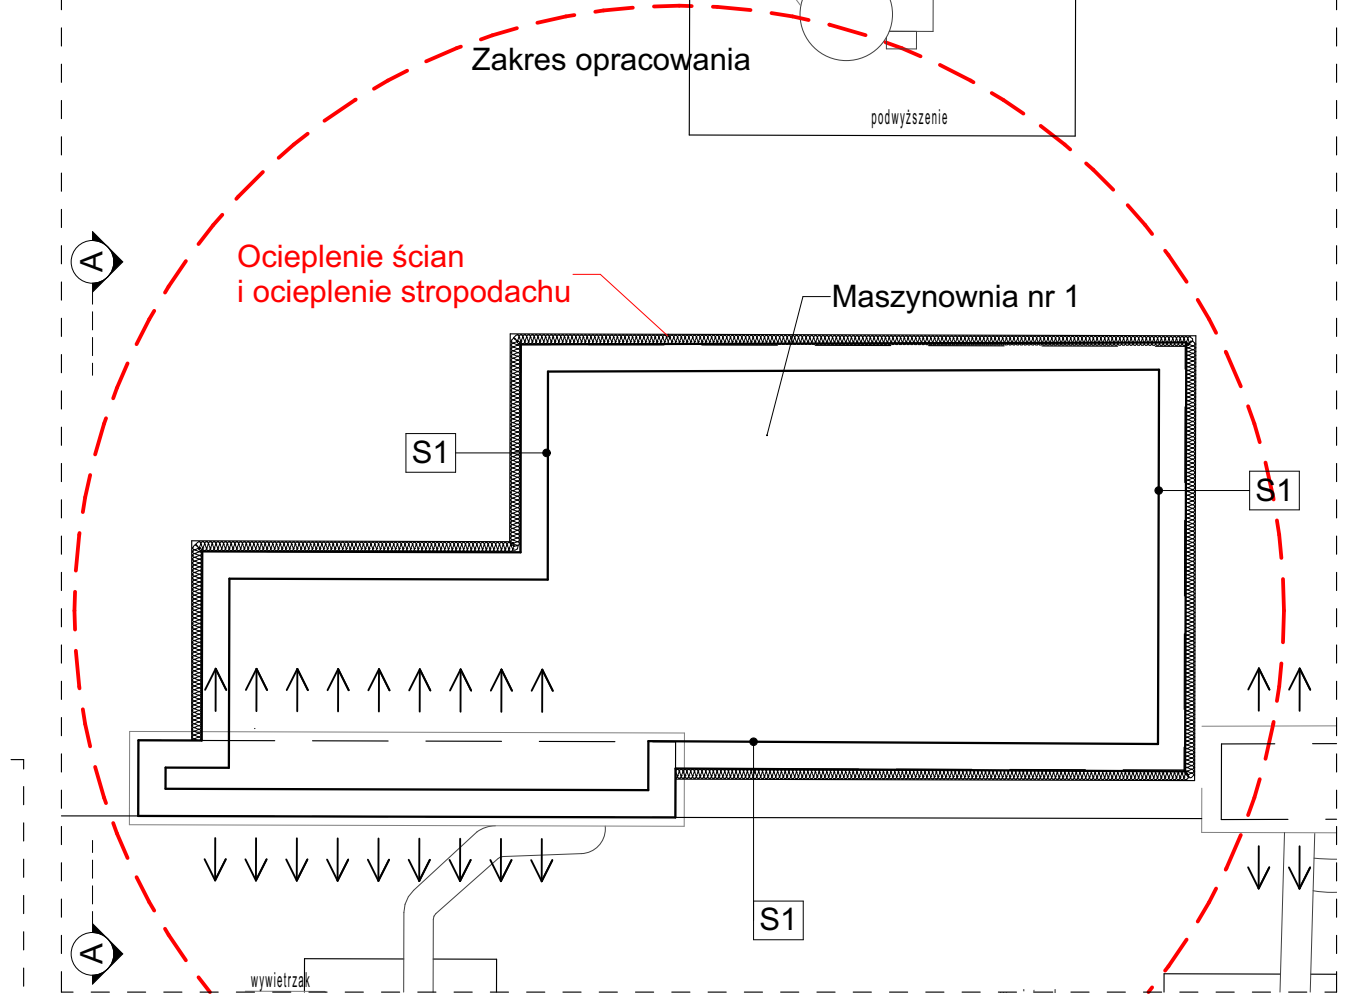 Zakres opracowania
podwyższenie
A
Ocieplenie ścian
i ocieplenie stropodachu
Maszynownia nr 1
S1
S1
S1
A
wywietrzak